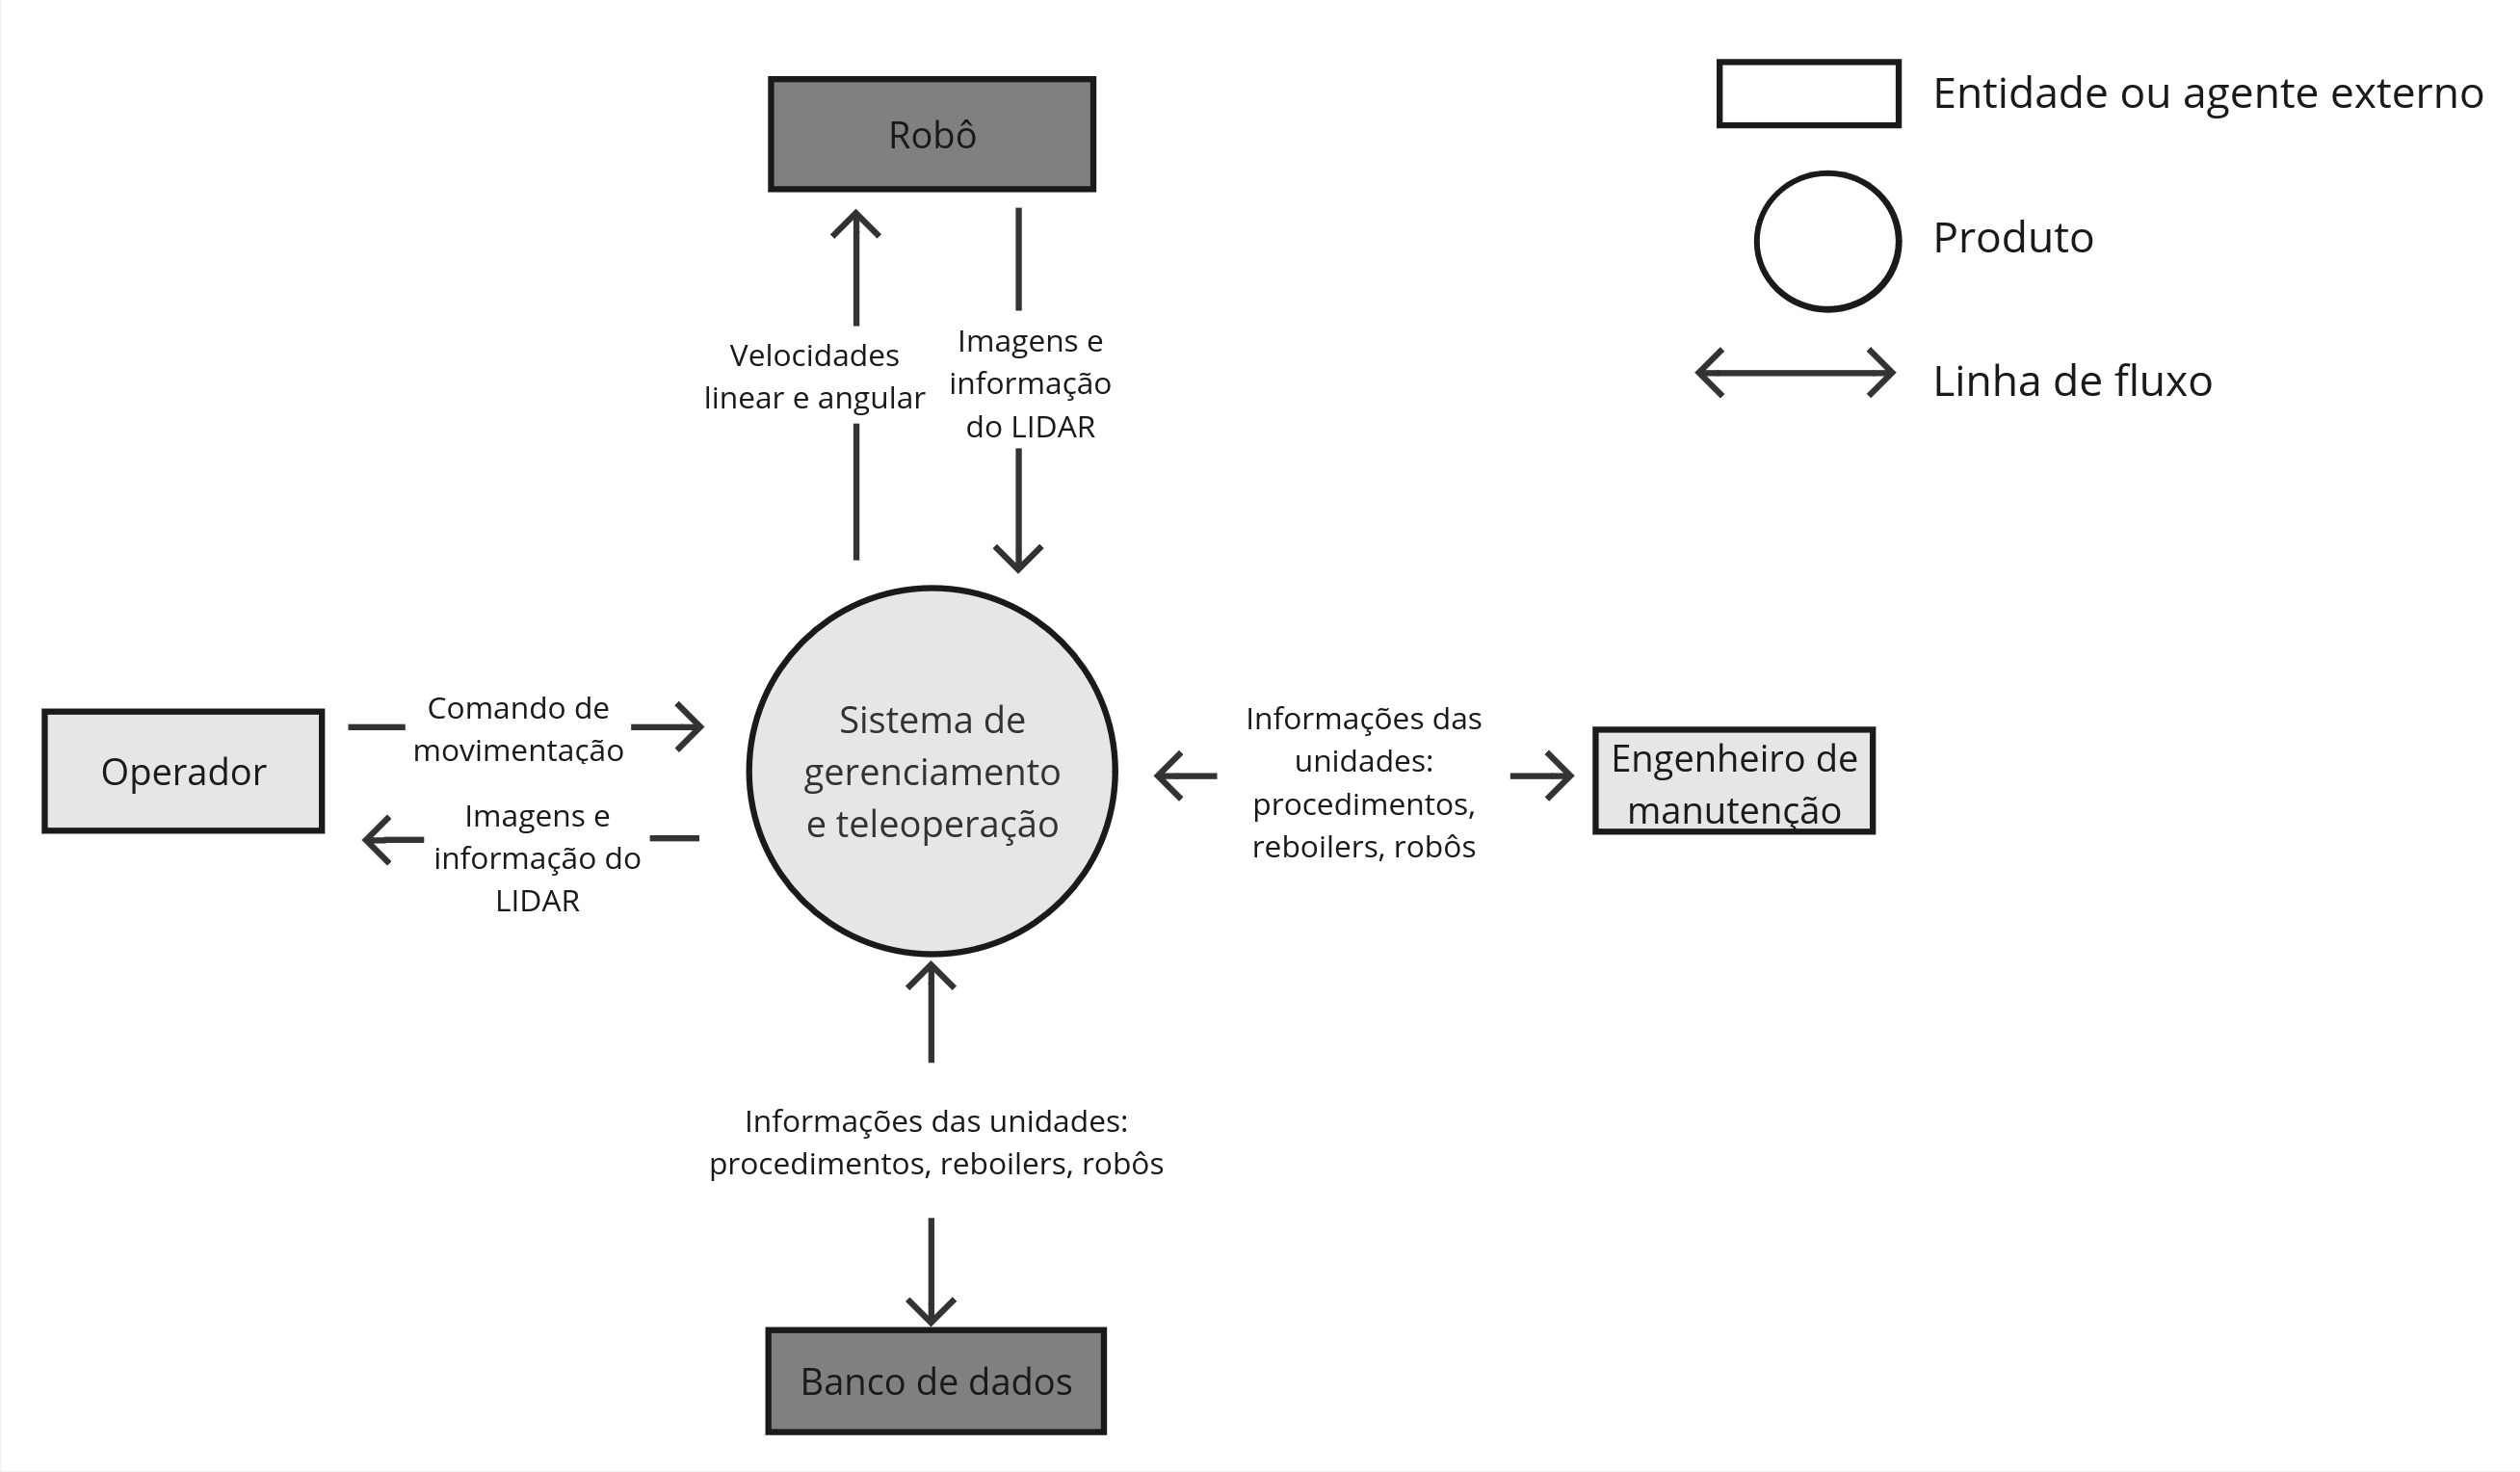 Robô
Entidade ou agente externo
Produto
Linha de fluxo
Velocidades
linear e angular
Imagens e
informação
do LIDAR
Operador
Comando de
movimentação
Imagens e
informação do
LIDAR
Sistema de
gerenciamento
e teleoperação
Informações das
unidades:
procedimentos,
reboilers, robôs
Engenheiro de
manutenção
Informações das unidades:
procedimentos, reboilers, robôs
Banco de dados